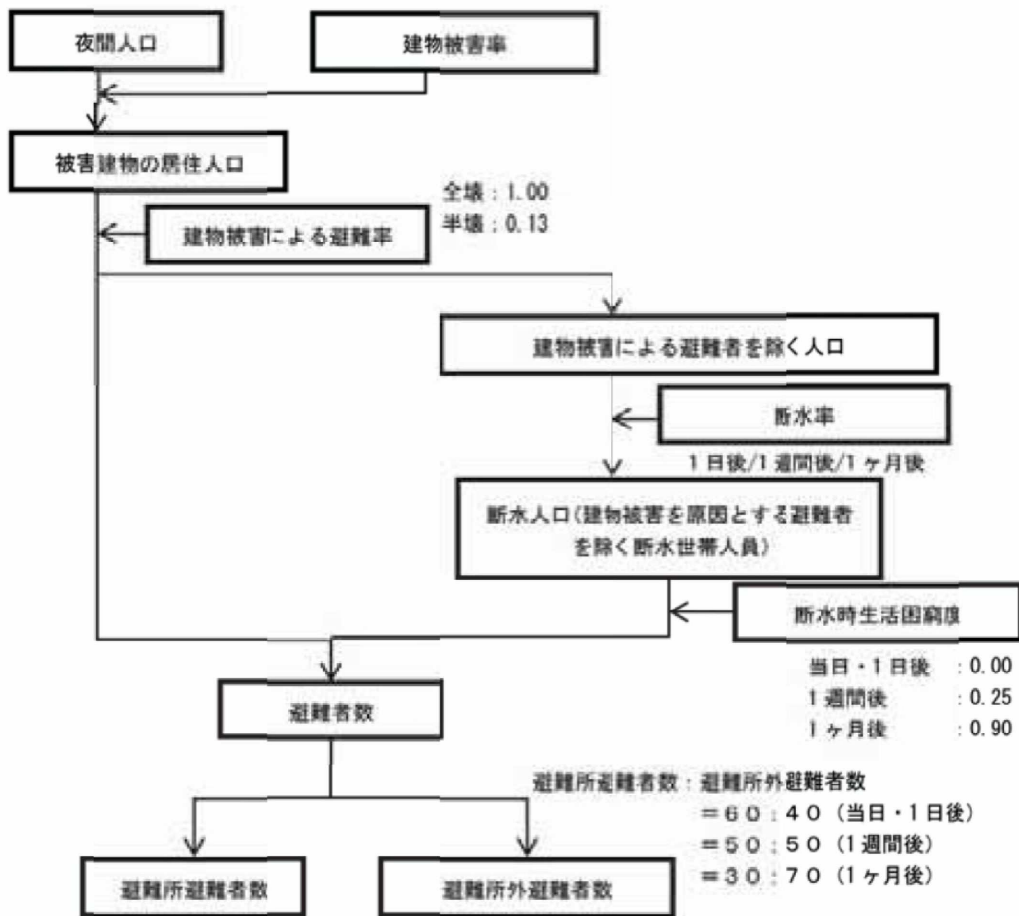 夜間人口
建物被害率
被害建物の居住人口
全壊：1.00
半壊：0.13
建物被害による避難率
建物被害による避難者を除く人口
断水率
1日後/1週間後/1ヶ月後
断水人口(建物被害を原因とする避難者
を除く断水世帯人員)
断水時生活困窮度
当日・1日後　：0.00
1週間後　：0.25
1ヶ月後　：0.90
避難者数
避難所避難者数：避難所外避難者数
＝６０：４０（当日・1日後）
＝５０：５０（1週間後）
＝３０：７０（1ヶ月後）
避難所避難者数
避難所外避難者数